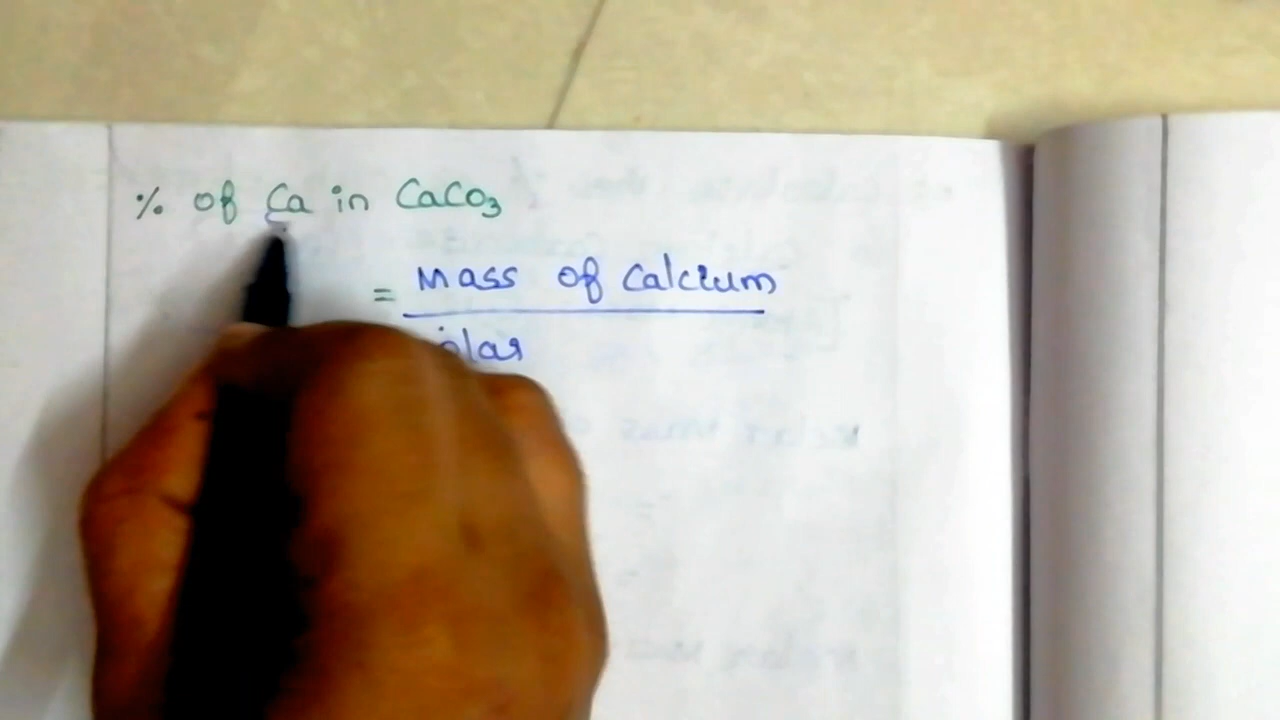 % of Ca in CaCO3
= Mass of Calcium